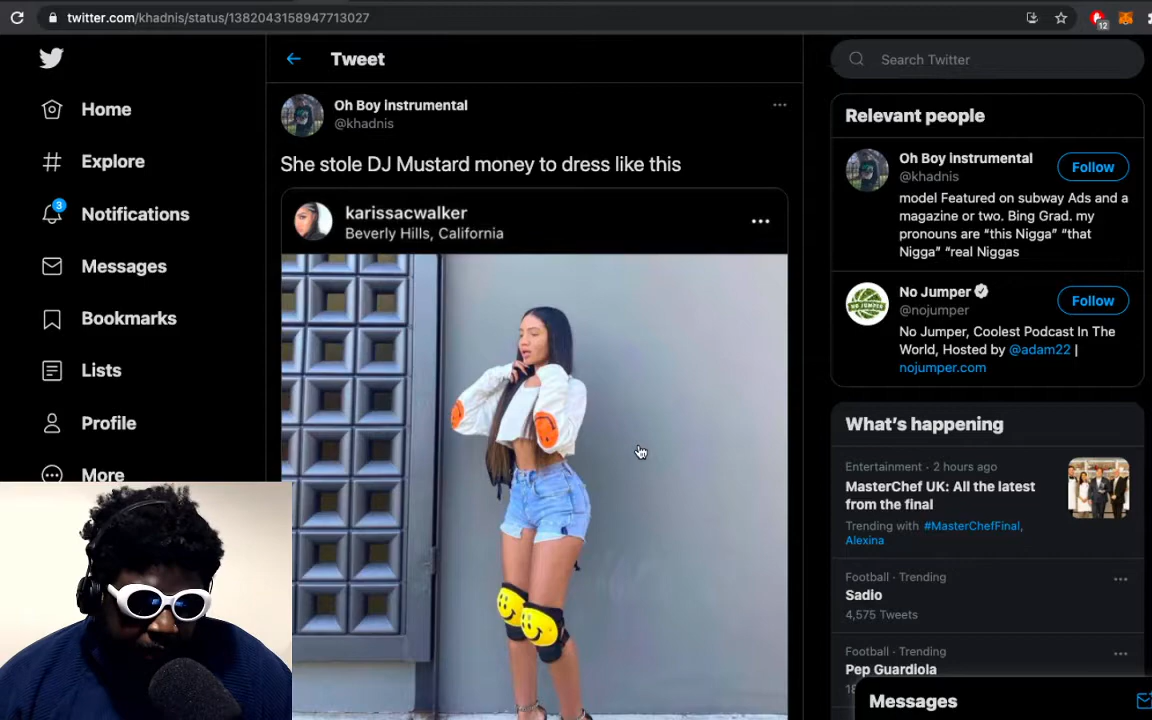 twitter.com/khadnis/status/1382043158947713027
12
Home
Explore
3
Notifications
Messages
Bookmarks
Lists
Profile
More
Tweet
Oh Boy instrumental
@khadnis
She stole DJ Mustard money to dress like this
karissacwalker
Beverly Hills, California
Search Twitter
Relevant people
Oh Boy instrumental
@khadnis
Follow
model Featured on subway Ads and a
magazine or two. Bing Grad. my
pronouns are “this Nigga” “that
Nigga” “real Niggas
No Jumper
@nojumper
Follow
No Jumper, Coolest Podcast In The
World, Hosted by @adam22 |
nojumper.com
What’s happening
Entertainment · 2 hours ago
MasterChef UK: All the latest
from the final
Trending with #MasterChefFinal,
Alexina
Football · Trending
Sadio
4,575 Tweets
Football · Trending
Pep Guardiola
Messages